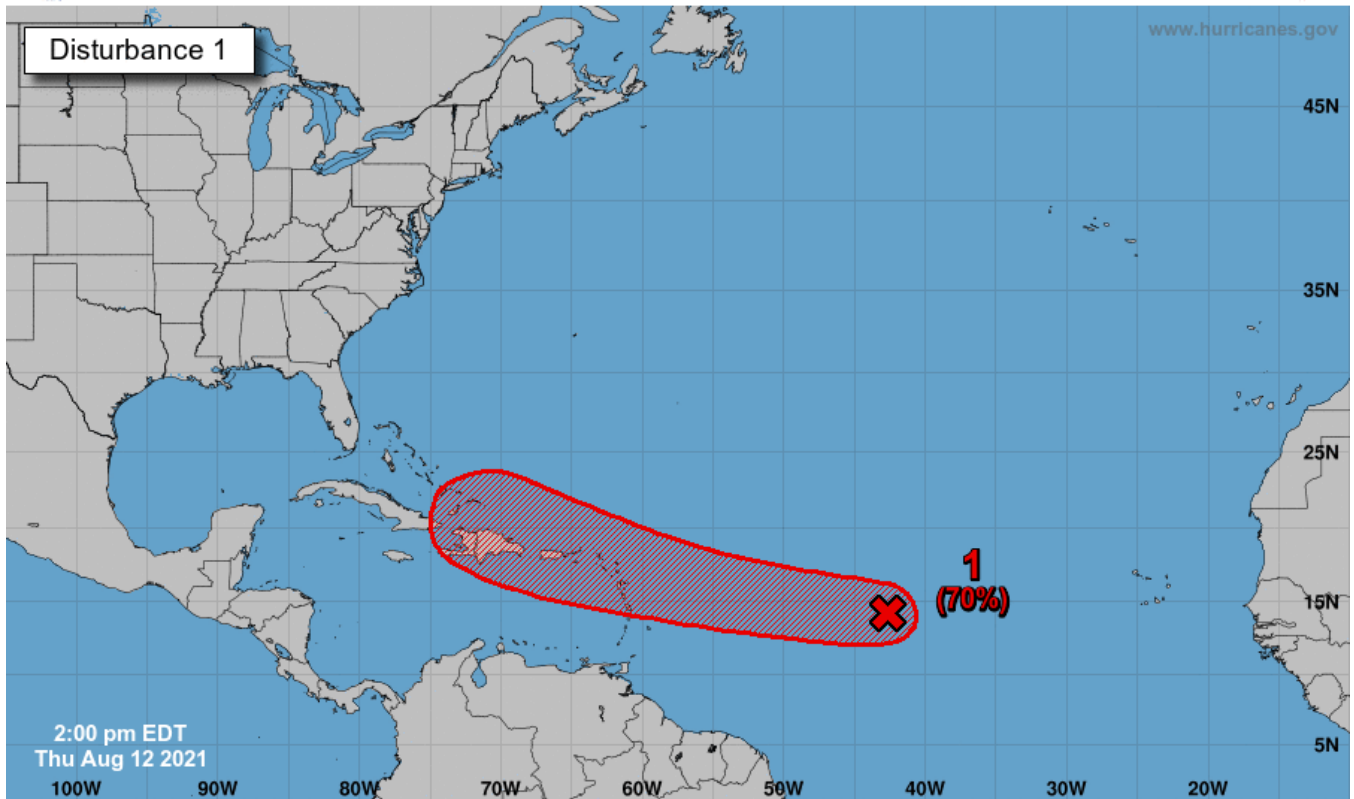 Disturbance 1
www.hurricanes.gov
45N
35N
25N
1
(70%)
15N
2:00 pm EDT
Thu Aug 12 2021
5N
100W
90W
80W
70W
60W
50W
40W
30W
20W